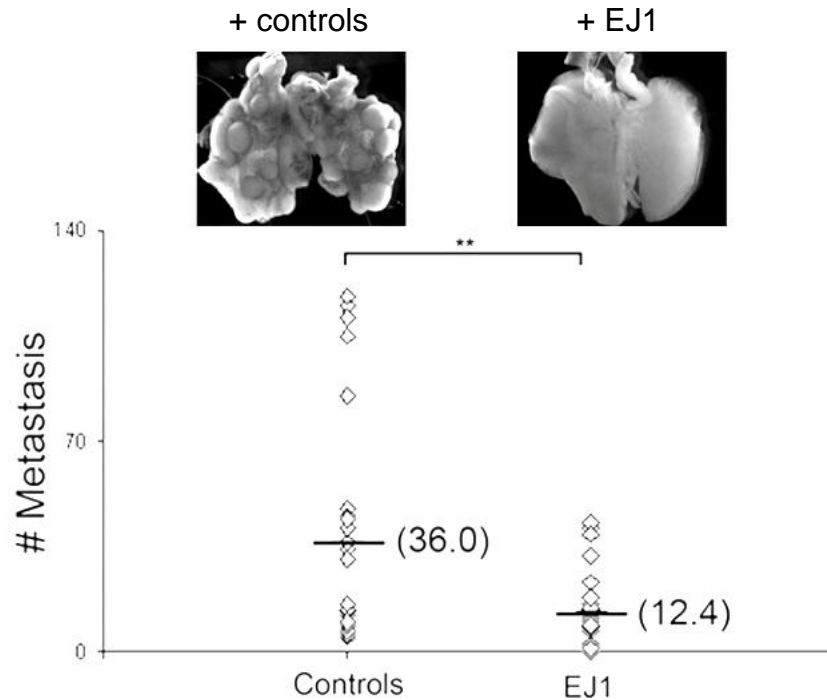 + controls
+ EJ1
140
**
# Metastasis
70
(36.0)
(12.4)
0
Controls
EJ1